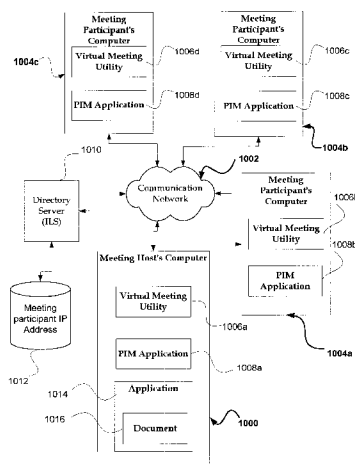 Meeting
Participant's
Computer
Virtual Meeting
Utility
1006d
1004c
PIM Application
1008d
Meeting
Participant's
Computer
Virtual Meeting
Utility
1006c
PIM Application
1008c
1004b
1010
Directory
Server
(ILS)
1002
Communication
Network
Meeting
Participant's
Computer
1006b
Virtual Meeting
Utility
1008b
PIM
Application
1004a
Meeting
participant IP
Address
1012
Meeting Host's Computer
Virtual Meeting
Utility
1006a
PIM Application
1008a
1014
Application
1016
Document
1000